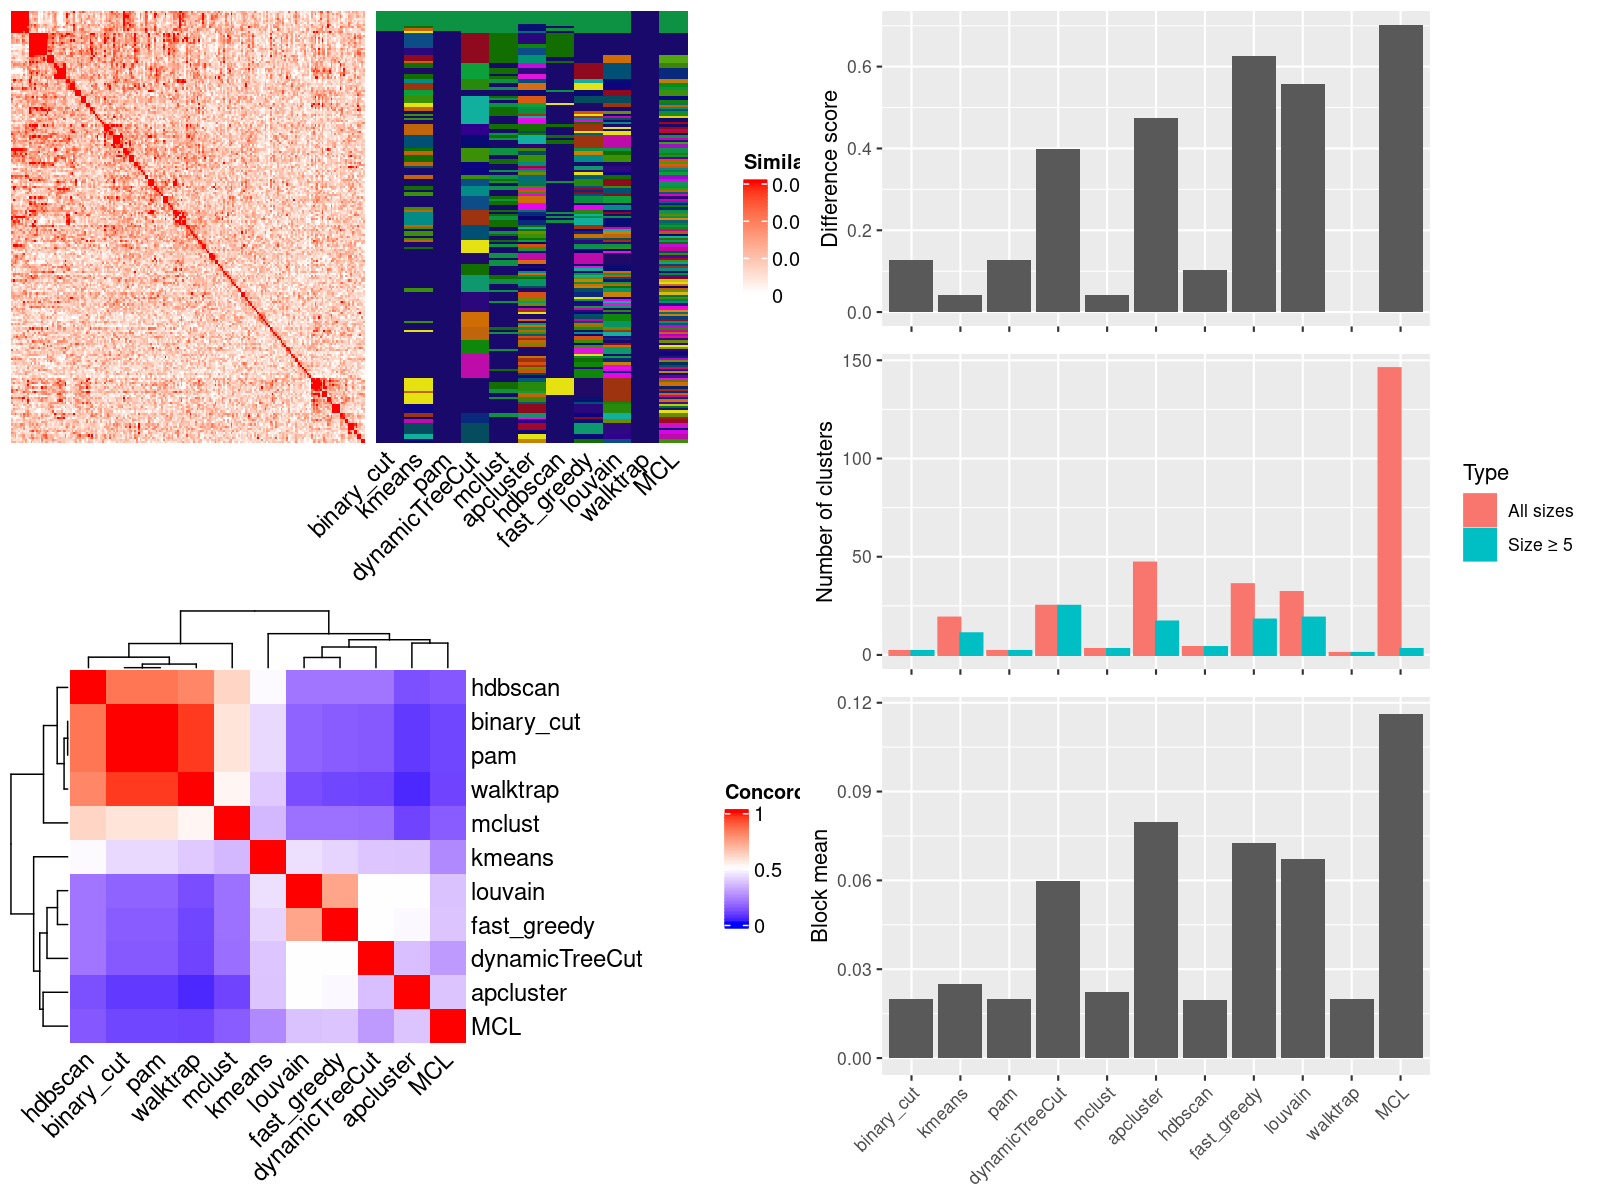 Simila
0.0
0.0
0.0
0
binary_cut
kmeans
pam
dynamicTreeCut
mclust
apcluster
hdbscan
fast_greedy
louvain
walktrap
MCL
hdbscan
binary_cut
pam
walktrap
mclust
kmeans
louvain
fast_greedy
dynamicTreeCut
apcluster
MCL
hdbscan
binary_cut
pam
walktrap
mclust
kmeans
louvain
fast_greedy
dynamicTreeCut
apcluster
MCL
Concord
1
0.5
0
Difference score
0.6
0.4
0.2
0.0
Number of clusters
150
100
50
0
Type
All sizes
Size ≥ 5
Block mean
0.12
0.09
0.06
0.03
0.00
binary_cut
kmeans
pam
dynamicTreeCut
mclust
apcluster
hdbscan
fast_greedy
louvain
walktrap
MCL